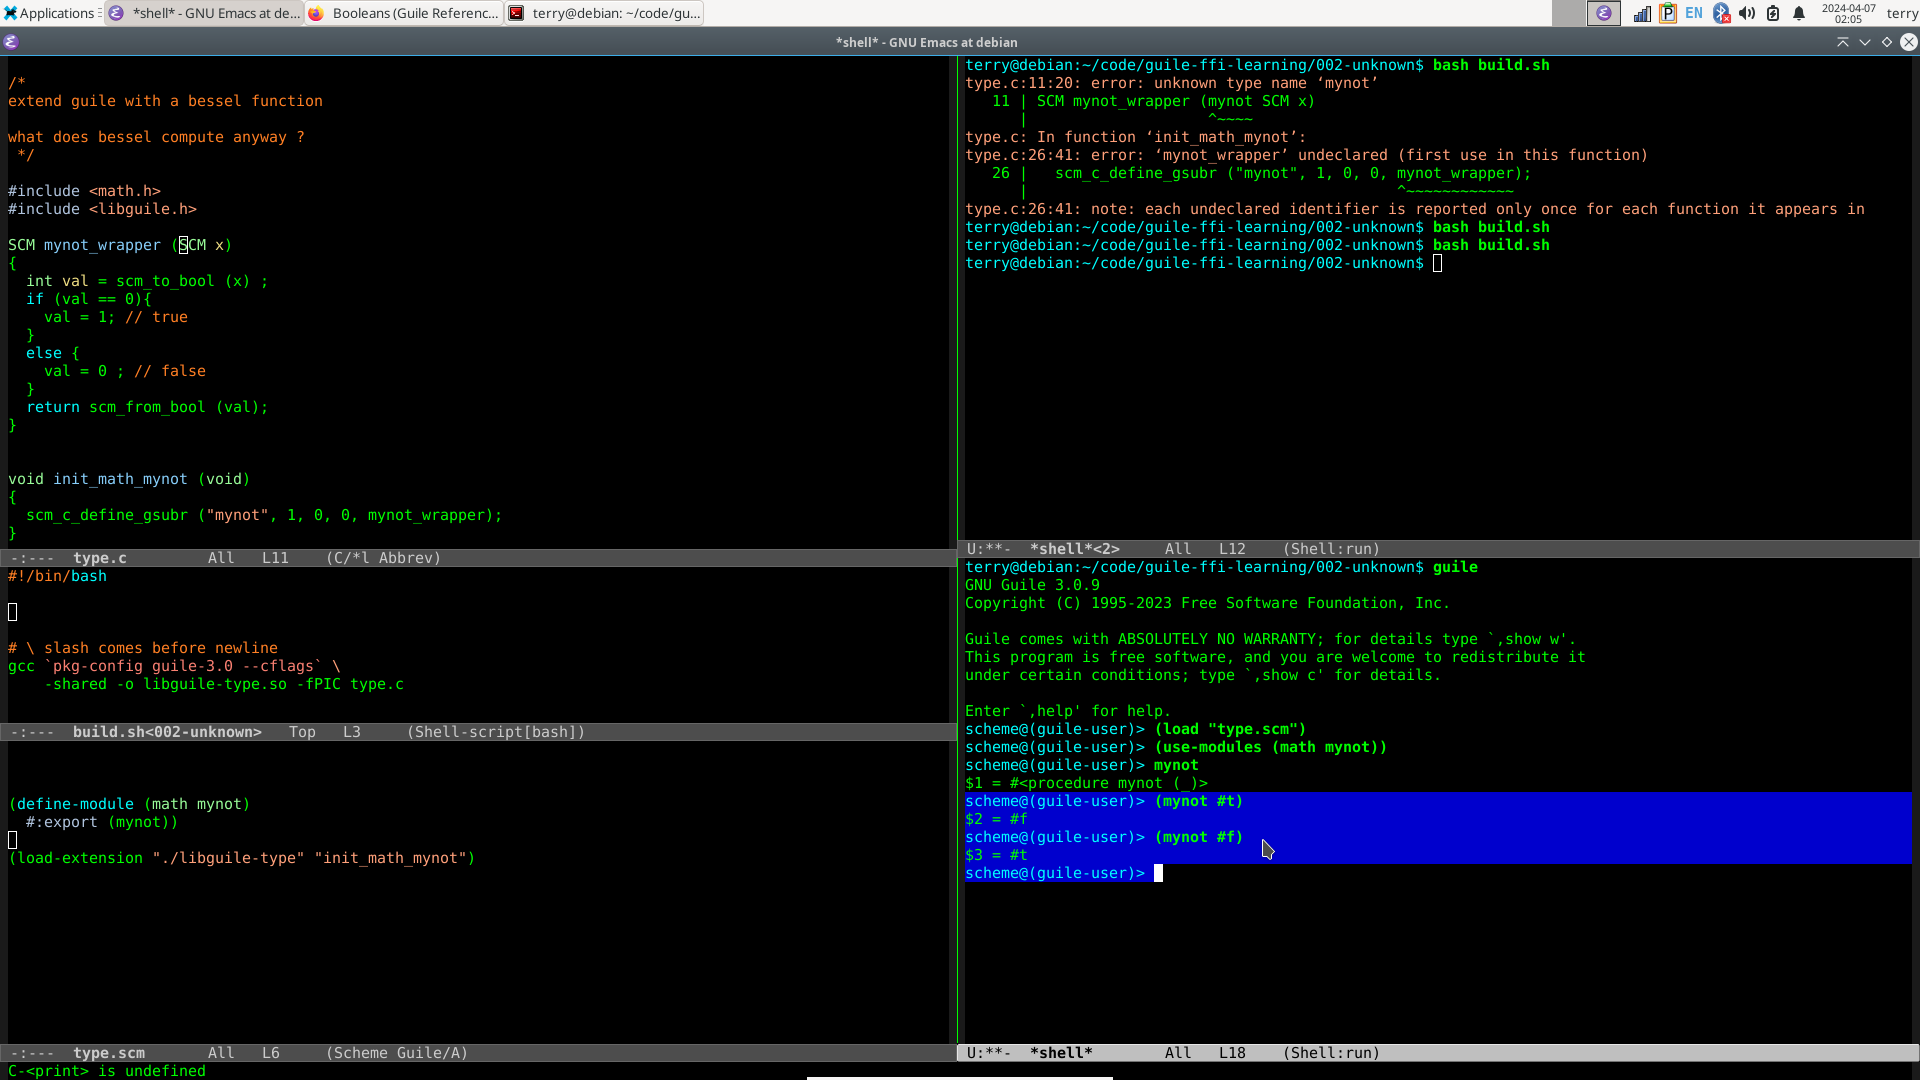 Applications
*shell* - GNU Emacs at de...
Booleans (Guile Referenc...
terry@debian: ~/code/gu...
EN
2024-04-07
02:05
terry
*shell* - GNU Emacs at debian
/*
extend guile with a bessel function
what does bessel compute anyway ?
*/
#include <math.h>
#include <libguile.h>
SCM mynot_wrapper (SCM x)
{
  int val = scm_to_bool (x) ;
  if (val == 0){
    val = 1; // true
  }
  else {
    val = 0 ; // false
  }
  return scm_from_bool (val);
}
void init_math_mynot (void)
{
  scm_c_define_gsubr ("mynot", 1, 0, 0, mynot_wrapper);
}
-:--- type.c All L11 (C/*l Abbrev)
#!/bin/bash
# \ slash comes before newline
gcc `pkg-config guile-3.0 --cflags` \
    -shared -o libguile-type.so -fPIC type.c
-:--- build.sh<002-unknown> Top L3 (Shell-script[bash])
(define-module (math mynot)
  #:export (mynot))
(load-extension "./libguile-type" "init_math_mynot")
-:--- type.scm All L6 (Scheme Guile/A)
C-<print> is undefined
terry@debian:~/code/guile-ffi-learning/002-unknown$ bash build.sh
type.c:11:20: error: unknown type name ‘mynot’
   11 | SCM mynot_wrapper (mynot SCM x)
      |                    ^~~~~
type.c: In function ‘init_math_mynot’:
type.c:26:41: error: ‘mynot_wrapper’ undeclared (first use in this function)
   26 |   scm_c_define_gsubr ("mynot", 1, 0, 0, mynot_wrapper);
      |                                         ^~~~~~~~~~~~~
type.c:26:41: note: each undeclared identifier is reported only once for each function it appears in
terry@debian:~/code/guile-ffi-learning/002-unknown$ bash build.sh
terry@debian:~/code/guile-ffi-learning/002-unknown$ bash build.sh
terry@debian:~/code/guile-ffi-learning/002-unknown$
U:**- *shell*<2> All L12 (Shell:run)
terry@debian:~/code/guile-ffi-learning/002-unknown$ guile
GNU Guile 3.0.9
Copyright (C) 1995-2023 Free Software Foundation, Inc.
Guile comes with ABSOLUTELY NO WARRANTY; for details type `,show w'.
This program is free software, and you are welcome to redistribute it
under certain conditions; type `,show c' for details.
Enter `,help' for help.
scheme@(guile-user)> (load "type.scm")
scheme@(guile-user)> (use-modules (math mynot))
scheme@(guile-user)> mynot
$1 = #<procedure mynot (_)>
scheme@(guile-user)> (mynot #t)
$2 = #f
scheme@(guile-user)> (mynot #f)
$3 = #t
scheme@(guile-user)>
U:**- *shell* All L18 (Shell:run)